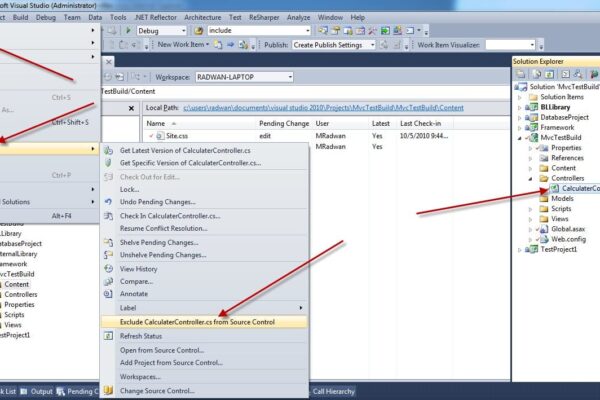 soft Visual Studio (Administrator)
ct Build Debug Team Data Tools .NET Reflector Architecture Test ReSharper Analyze Window Help
Debug include
New Work Item Publish: Create Publish Settings Work Item Visualizer:
Workspace: RADWAN-LAPTOP
estBuild/Content
Local Path: c:\users\radwan\documents\visual studio 2010\Projects\MvcTestBuild\MvcTestBuild\Content
Name Pending Change User Latest Last Check-in
Site.css edit MRadwan Yes 10/5/2010 9:44...
MRadwan Yes
Ctrl+S
As...
Ctrl+Shift+S
Ctrl+P
l Solutions
Alt+F4
Get Latest Version of CalculaterController.cs
Get Specific Version of CalculaterController.cs...
Check Out for Edit...
Lock...
Undo Pending Changes...
Check In CalculaterController.cs...
Resume Conflict Resolution...
Shelve Pending Changes...
Unshelve Pending Changes...
View History
Compare...
Annotate
Label
Exclude CalculaterController.cs from Source Control
Refresh Status
Open from Source Control...
Add Project from Source Control...
Workspaces...
Change Source Control...
LLibrary
atabaseProject
xternalLibrary
ramework
vcTestBuild
Content
Controllers
Properties
Scripts
Views
estProject1
Solution Explorer
Solution 'MvcTestBuild'
Solution Items
BLLibrary
DatabaseProject
Framework
MvcTestBuild
Properties
References
Content
Controllers
CalculaterCo
Models
Scripts
Views
Global.asax
Web.config
TestProject1
sk List Output Pending C
Call Hierarchy